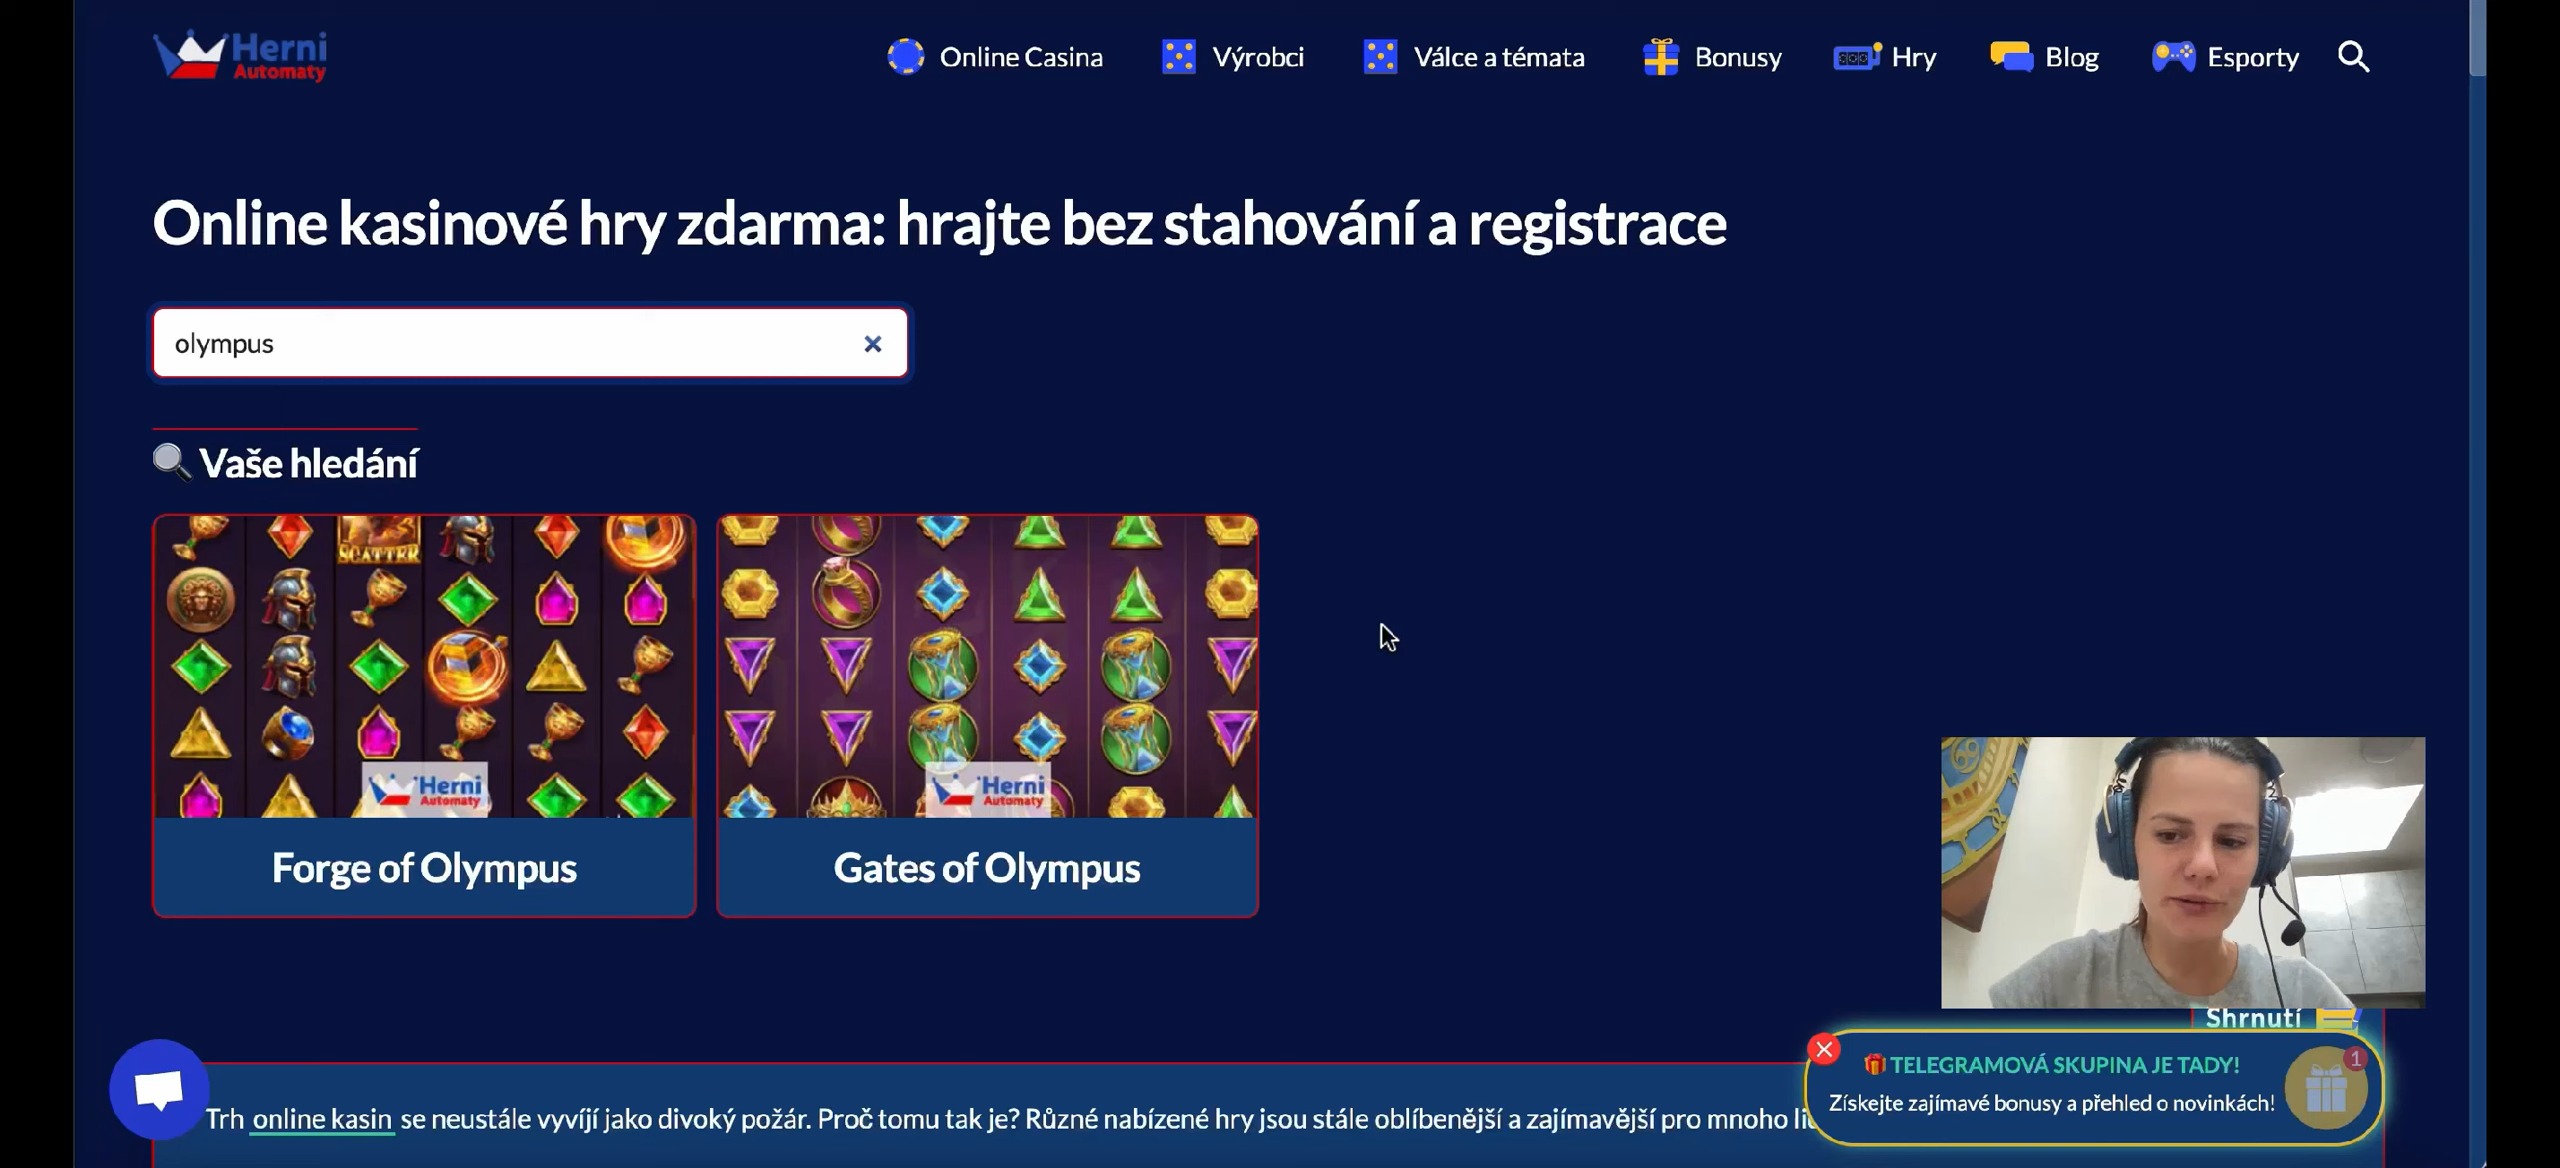 Herni
Automaty
Online Casina
Výrobci
Válce a témata
Bonusy
Hry
Blog
Esporty
Online kasinové hry zdarma: hrajte bez stahování a registrace
olympus
Vaše hledání
SCATTER
Herni
Automaty
Herni
Automaty
Forge of Olympus
Gates of Olympus
Shrnutí
TELEGRAMOVÁ SKUPINA JE TADY!
1
Získejte zajímavé bonusy a přehled o novinkách!
Trh online kasin se neustále vyvíjí jako divoký požár. Proč tomu tak je? Různé nabízené hry jsou stále oblíbenější a zajímavější pro mnoho